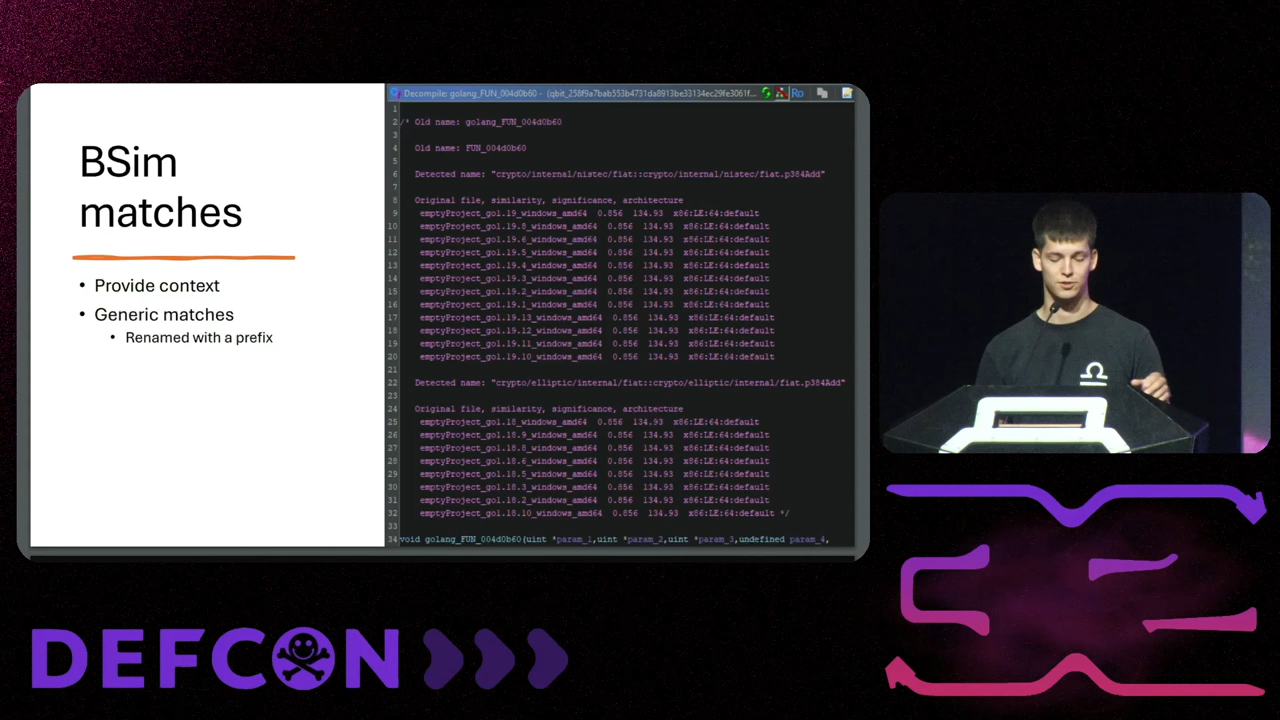 BSim
matches
• Provide context
• Generic matches
• Renamed with a prefix
Decompile: golang_FUN_004d0b60 - (qbit_258f9a7bab553b4731da8913be33134ec29fe3061f...
Ro
1
2 /* Old name: golang_FUN_004d0b60
3
4 Old name: FUN_004d0b60
5
6 Detected name: "crypto/internal/nistec/fiat::crypto/internal/nistec/fiat.p384Add"
7
8 Original file, similarity, significance, architecture
9 emptyProject_go1.19_windows_amd64 0.856 134.93 x86:LE:64:default
10 emptyProject_go1.19.8_windows_amd64 0.856 134.93 x86:LE:64:default
11 emptyProject_go1.19.6_windows_amd64 0.856 134.93 x86:LE:64:default
12 emptyProject_go1.19.5_windows_amd64 0.856 134.93 x86:LE:64:default
13 emptyProject_go1.19.4_windows_amd64 0.856 134.93 x86:LE:64:default
14 emptyProject_go1.19.3_windows_amd64 0.856 134.93 x86:LE:64:default
15 emptyProject_go1.19.2_windows_amd64 0.856 134.93 x86:LE:64:default
16 emptyProject_go1.19.1_windows_amd64 0.856 134.93 x86:LE:64:default
17 emptyProject_go1.19.13_windows_amd64 0.856 134.93 x86:LE:64:default
18 emptyProject_go1.19.12_windows_amd64 0.856 134.93 x86:LE:64:default
19 emptyProject_go1.19.11_windows_amd64 0.856 134.93 x86:LE:64:default
20 emptyProject_go1.19.10_windows_amd64 0.856 134.93 x86:LE:64:default
21
22 Detected name: "crypto/elliptic/internal/fiat::crypto/elliptic/internal/fiat.p384Add"
23
24 Original file, similarity, significance, architecture
25 emptyProject_go1.18_windows_amd64 0.856 134.93 x86:LE:64:default
26 emptyProject_go1.18.9_windows_amd64 0.856 134.93 x86:LE:64:default
27 emptyProject_go1.18.8_windows_amd64 0.856 134.93 x86:LE:64:default
28 emptyProject_go1.18.6_windows_amd64 0.856 134.93 x86:LE:64:default
29 emptyProject_go1.18.5_windows_amd64 0.856 134.93 x86:LE:64:default
30 emptyProject_go1.18.3_windows_amd64 0.856 134.93 x86:LE:64:default
31 emptyProject_go1.18.2_windows_amd64 0.856 134.93 x86:LE:64:default
32 emptyProject_go1.18.10_windows_amd64 0.856 134.93 x86:LE:64:default */
33
34 void golang_FUN_004d0b60(uint *param_1,uint *param_2,uint *param_3,undefined param_4,
DEFCON